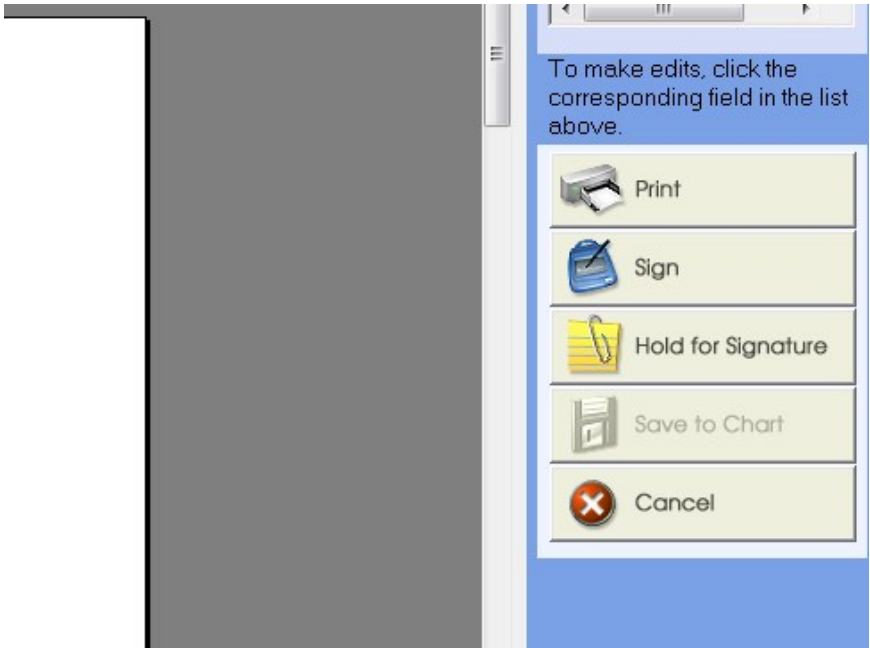 To make edits, click the
corresponding field in the list
above.
Print
Sign
Hold for Signature
Save to Chart
Cancel